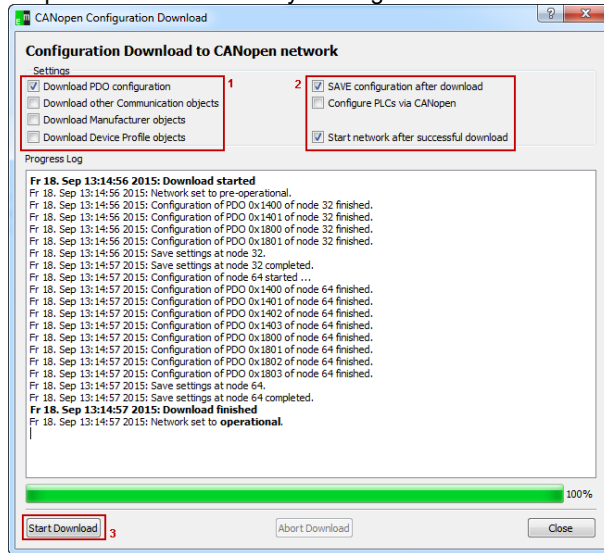 CANopen Configuration Download
Configuration Download to CANopen network
Settings
Download PDO configuration 1 2 SAVE configuration after download
Download other Communication objects Configure PLCs via CANopen
Download Manufacturer objects
Download Device Profile objects Start network after successful download
Progress Log
Fr 18. Sep 13:14:56 2015: Download started
Fr 18. Sep 13:14:56 2015: Network set to pre-operational.
Fr 18. Sep 13:14:56 2015: Configuration of PDO 0x1400 of node 32 finished.
Fr 18. Sep 13:14:56 2015: Configuration of PDO 0x1401 of node 32 finished.
Fr 18. Sep 13:14:56 2015: Configuration of PDO 0x1800 of node 32 finished.
Fr 18. Sep 13:14:56 2015: Configuration of PDO 0x1801 of node 32 finished.
Fr 18. Sep 13:14:56 2015: Save settings at node 32.
Fr 18. Sep 13:14:57 2015: Save settings at node 32 completed.
Fr 18. Sep 13:14:57 2015: Configuration of node 64 started ...
Fr 18. Sep 13:14:57 2015: Configuration of PDO 0x1400 of node 64 finished.
Fr 18. Sep 13:14:57 2015: Configuration of PDO 0x1401 of node 64 finished.
Fr 18. Sep 13:14:57 2015: Configuration of PDO 0x1402 of node 64 finished.
Fr 18. Sep 13:14:57 2015: Configuration of PDO 0x1403 of node 64 finished.
Fr 18. Sep 13:14:57 2015: Configuration of PDO 0x1800 of node 64 finished.
Fr 18. Sep 13:14:57 2015: Configuration of PDO 0x1801 of node 64 finished.
Fr 18. Sep 13:14:57 2015: Configuration of PDO 0x1802 of node 64 finished.
Fr 18. Sep 13:14:57 2015: Configuration of PDO 0x1803 of node 64 finished.
Fr 18. Sep 13:14:57 2015: Save settings at node 64.
Fr 18. Sep 13:14:57 2015: Save settings at node 64 completed.
Fr 18. Sep 13:14:57 2015: Download finished
Fr 18. Sep 13:14:57 2015: Network set to operational.
100%
Start Download 3 Abort Download Close